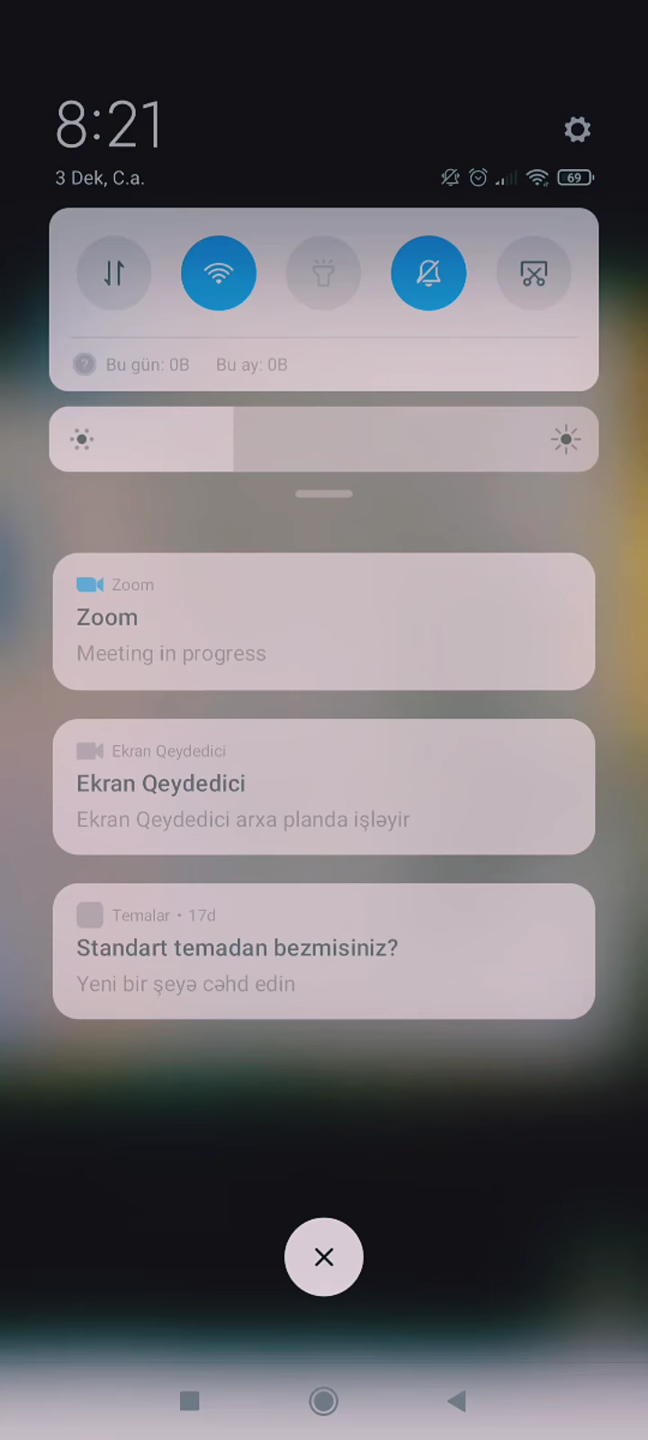 8:21
3 Dek, C.a.
69
Bu gün: 0B Bu ay: 0B
Zoom
Zoom
Meeting in progress
Ekran Qeydedici
Ekran Qeydedici
Ekran Qeydedici arxa planda işləyir
Temalar • 17d
Standart temadan bezmisiniz?
Yeni bir şeyə cəhd edin